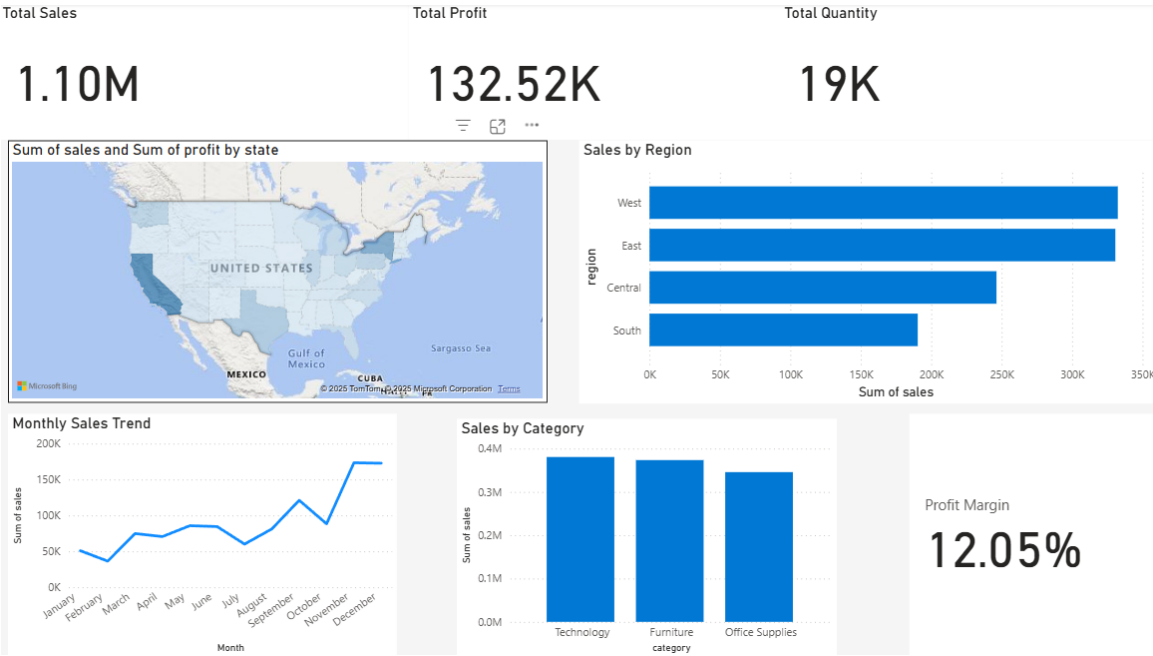 Total Sales
Total Profit
Total Quantity
1.10M
132.52K
19K
Sum of sales and Sum of profit by state
UNITED STATES
Gulf of
Mexico
Sargasso Sea
MEXICO
CUBA
Microsoft Bing
© 2025 TomTom, © 2025 Microsoft Corporation
Terms
Sales by Region
region
West
East
Central
South
0K
50K
100K
150K
200K
250K
300K
350K
Sum of sales
Monthly Sales Trend
Sum of sales
200K
150K
100K
50K
0K
January
February
March
April
May
June
July
August
September
October
November
December
Month
Sales by Category
Sum of sales
0.4M
0.3M
0.2M
0.1M
0.0M
Technology
Furniture
Office Supplies
category
Profit Margin
12.05%